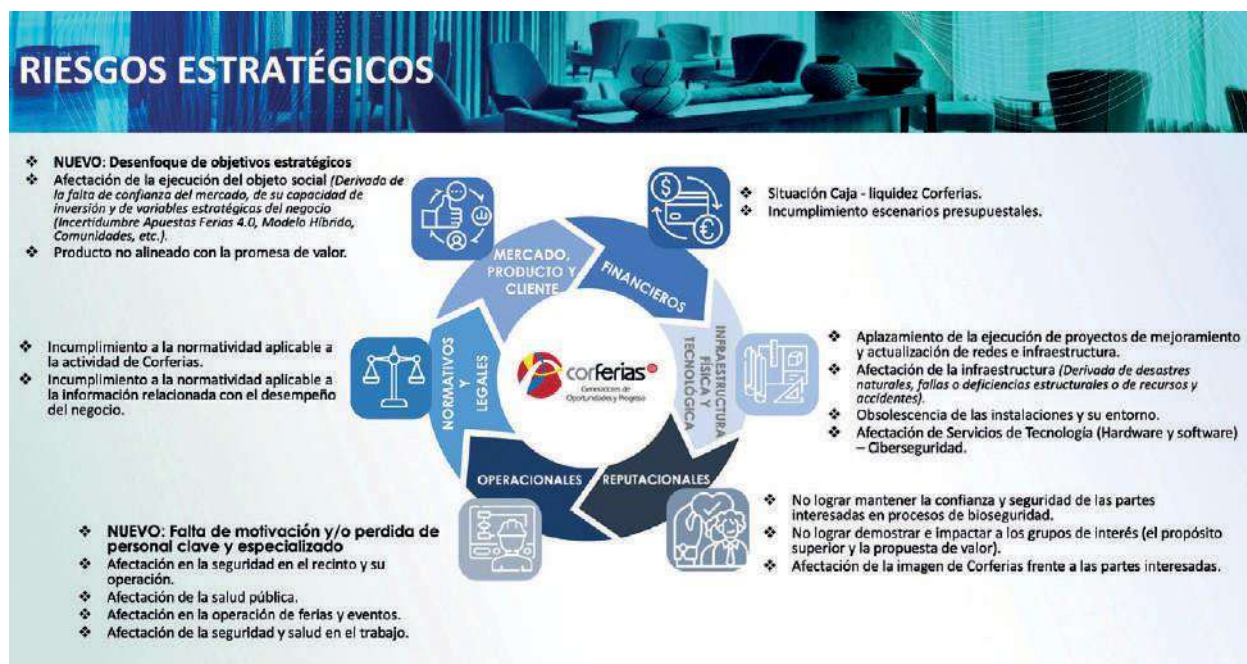 RIESGOS ESTRATÉGICOS
❖ NUEVO: Desenfoque de objetivos estratégicos
❖ Afectación de la ejecución del objeto social (Derivada de
la falta de confianza del mercado, de su capacidad de
inversión y de variables estratégicas del negocio
(Incertidumbre Apuestas Ferias 4.0, Modelo Híbrido,
Comunidades, etc.).
❖ Producto no alineado con la promesa de valor.
❖ Situación Caja - liquidez Corferias.
❖ Incumplimiento escenarios presupuestales.
MERCADO,
PRODUCTO Y
CLIENTE
FINANCIEROS
❖ Incumplimiento a la normatividad aplicable a
la actividad de Corferias.
❖ Incumplimiento a la normatividad aplicable a
la información relacionada con el desempeño
del negocio.
NORMATIVOS
Y
LEGALES
corferias
Generadores de
Oportunidades y Progreso
INFRAESTRUCTURA
FÍSICA Y
TECNOLÓGICA
❖ Aplazamiento de la ejecución de proyectos de mejoramiento
y actualización de redes e infraestructura.
❖ Afectación de la infraestructura (Derivada de desastres
naturales, fallas o deficiencias estructurales o de recursos y
accidentes).
❖ Obsolescencia de las instalaciones y su entorno.
❖ Afectación de Servicios de Tecnología (Hardware y software)
– Ciberseguridad.
OPERACIONALES
REPUTACIONALES
❖ NUEVO: Falta de motivación y/o perdida de
personal clave y especializado
❖ Afectación en la seguridad en el recinto y su
operación.
❖ Afectación de la salud pública.
❖ Afectación en la operación de ferias y eventos.
❖ Afectación de la seguridad y salud en el trabajo.
❖ No lograr mantener la confianza y seguridad de las partes
interesadas en procesos de bioseguridad.
❖ No lograr demostrar e impactar a los grupos de interés (el propósito
superior y la propuesta de valor).
❖ Afectación de la imagen de Corferias frente a las partes interesadas.